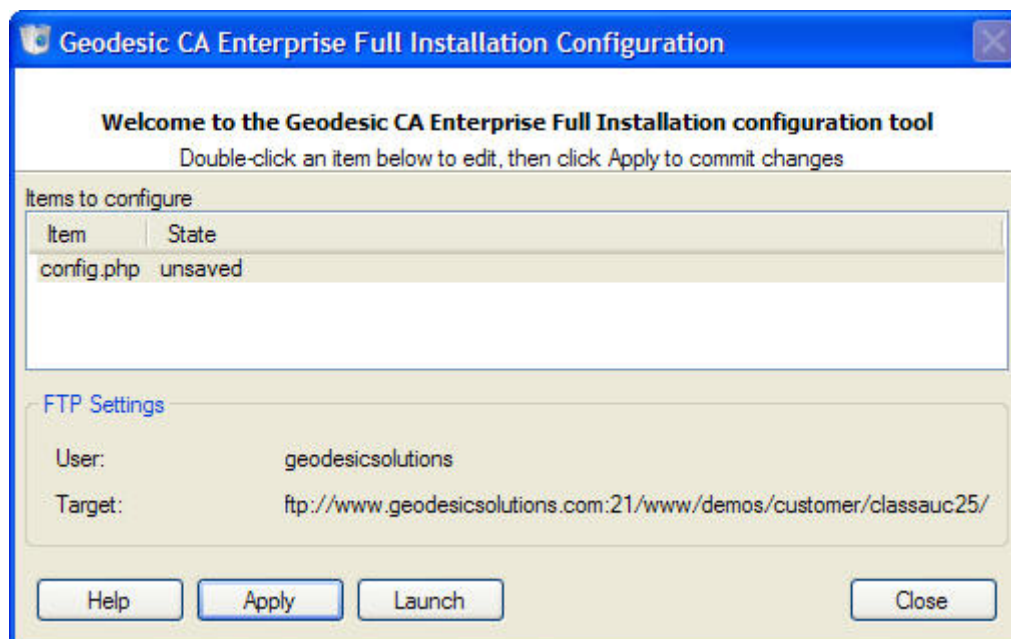 Geodesic CA Enterprise Full Installation Configuration
Welcome to the Geodesic CA Enterprise Full Installation configuration tool
Double-click an item below to edit, then click Apply to commit changes
Items to configure
Item State
config.php unsaved
FTP Settings
User: geodesicsolutions
Target: ftp://www.geodesicsolutions.com:21/www/demos/customer/classauc25/
Help Apply Launch Close